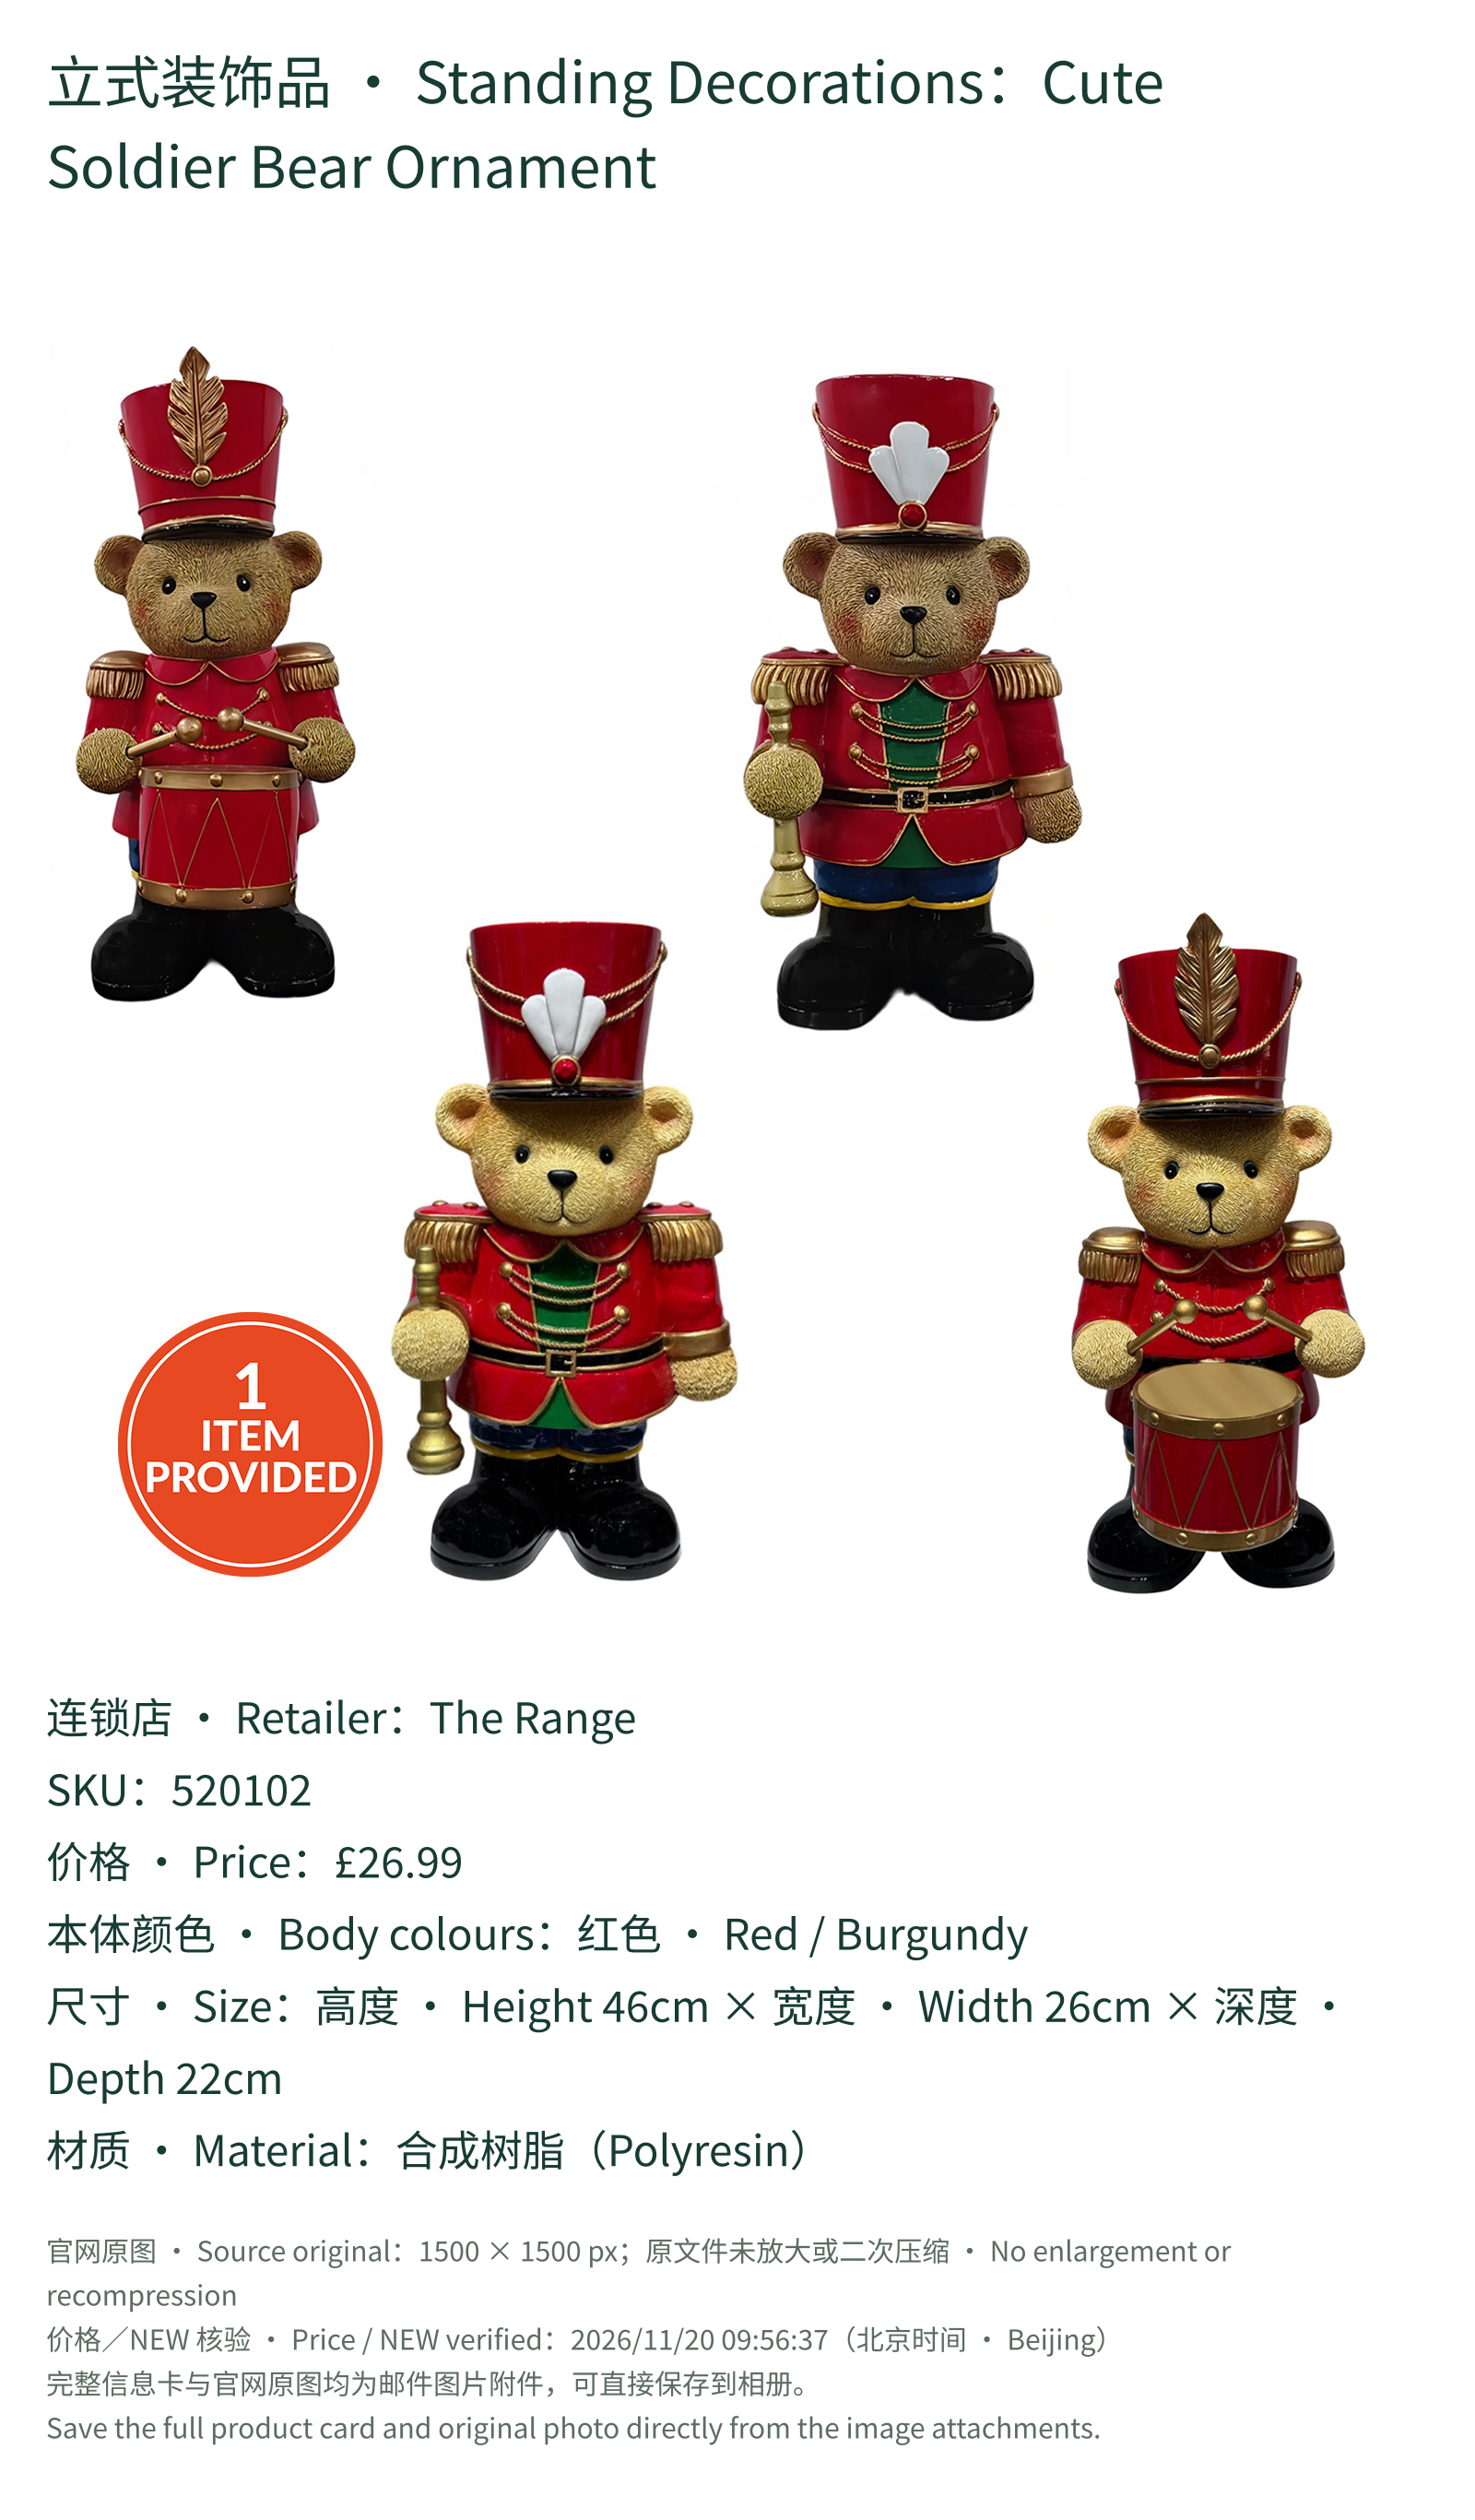 立式装饰品 · Standing Decorations：Cute
Soldier Bear Ornament
1
ITEM
PROVIDED
连锁店 · Retailer：The Range
SKU：520102
价格 · Price：£26.99
本体颜色 · Body colours：红色 · Red / Burgundy
尺寸 · Size：高度 · Height 46cm × 宽度 · Width 26cm × 深度 ·
Depth 22cm
材质 · Material：合成树脂（Polyresin）
官网原图 · Source original：1500 × 1500 px；原文件未放大或二次压缩 · No enlargement or
recompression
价格／NEW 核验 · Price / NEW verified：2026/11/20 09:56:37（北京时间 · Beijing）
完整信息卡与官网原图均为邮件图片附件，可直接保存到相册。
Save the full product card and original photo directly from the image attachments.